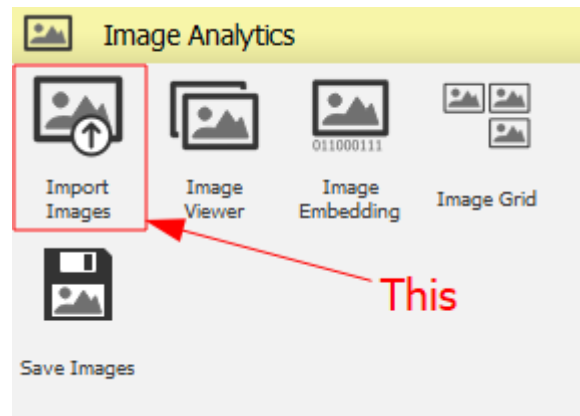 Image Analytics
Import
Images
Image
Viewer
Image
Embedding
011000111
Image Grid
This
Save Images